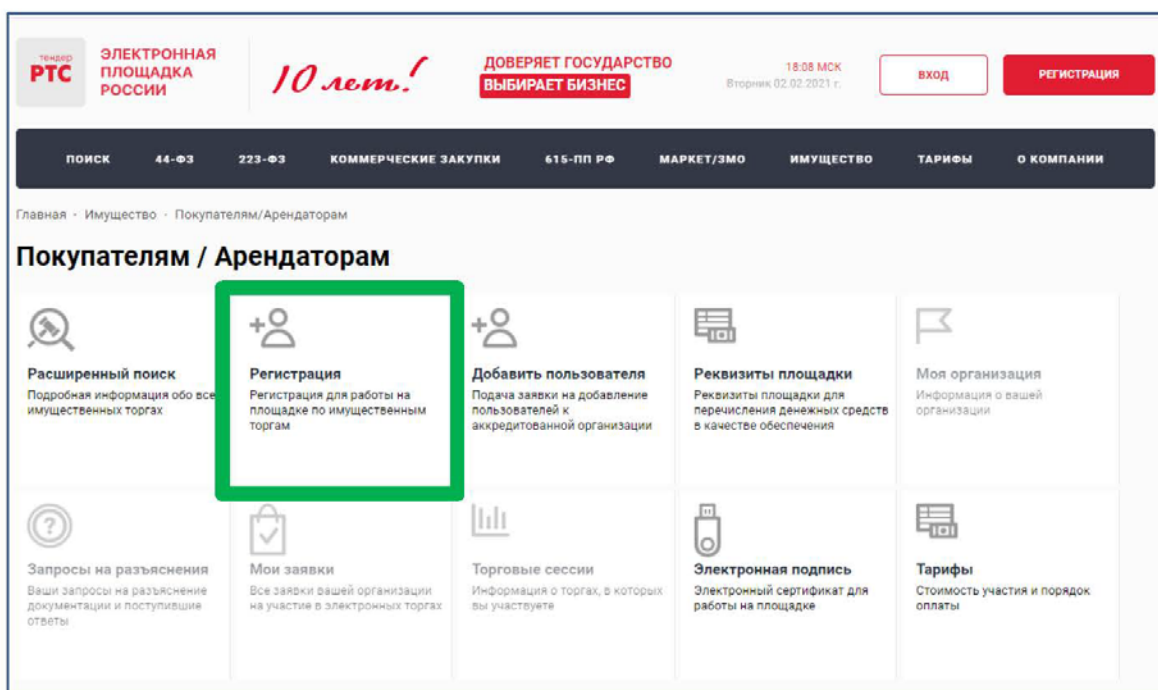 тендер
РТС
ЭЛЕКТРОННАЯ
ПЛОЩАДКА
РОССИИ
10 лет!
ДОВЕРЯЕТ ГОСУДАРСТВО
ВЫБИРАЕТ БИЗНЕС
18:08 МСК
Вторник 02.02.2021 г.
ВХОД
РЕГИСТРАЦИЯ
ПОИСК 44-ФЗ 223-ФЗ КОММЕРЧЕСКИЕ ЗАКУПКИ 615-ПП РФ МАРКЕТ/ЗМО ИМУЩЕСТВО ТАРИФЫ О КОМПАНИИ
Главная · Имущество · Покупателям/Арендаторам
Покупателям / Арендаторам
Расширенный поиск
Подробная информация обо все
имущественных торгах
Регистрация
Регистрация для работы на
площадке по имущественным
торгам
Добавить пользователя
Подача заявки на добавление
пользователей к
аккредитованной организации
Реквизиты площадки
Реквизиты площадки для
перечисления денежных средств
в качестве обеспечения
Моя организация
Информация о вашей
организации
Запросы на разъяснения
Ваши запросы на разъяснение
документации и поступившие
ответы
Мои заявки
Все заявки вашей организации
на участие в электронных торгах
Торговые сессии
Информация о торгах, в которых
вы участвуете
Электронная подпись
Электронный сертификат для
работы на площадке
Тарифы
Стоимость участия и порядок
оплаты